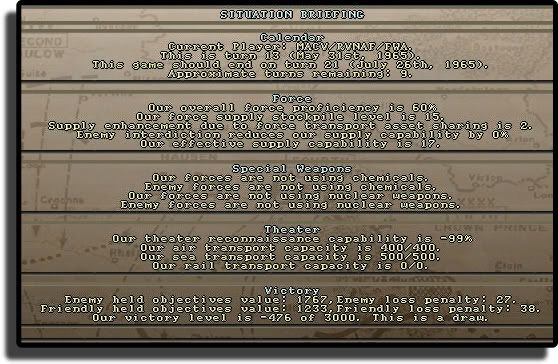 SITUATION BRIEFING
Calendar
Current Player: MACV/RVNAF/FWA.
This is turn 13 (May 31st, 1965).
This game should end on turn 21 (July 25th, 1965).
Approximate turns remaining: 9.
Force
Our overall force proficiency is 60%
Our force supply stockpile level is 15.
Supply enhancement due to force transport asset sharing is 2.
Enemy interdiction reduces our supply capability by 0%
Our effective supply capability is 17.
Special Weapons
Our forces are not using chemicals.
Enemy forces are not using chemicals.
Our forces are not using nuclear weapons.
Enemy forces are not using nuclear weapons.
Theater
Our theater reconnaissance capability is -99%
Our air transport capacity is 400/400.
Our sea transport capacity is 500/500.
Our rail transport capacity is 0/0.
Victory
Enemy held objectives value: 1767,Enemy loss penalty: 27.
Friendly held objectives value: 1233,Friendly loss penalty: 38.
Our victory level is -476 of 3000. This is a draw.